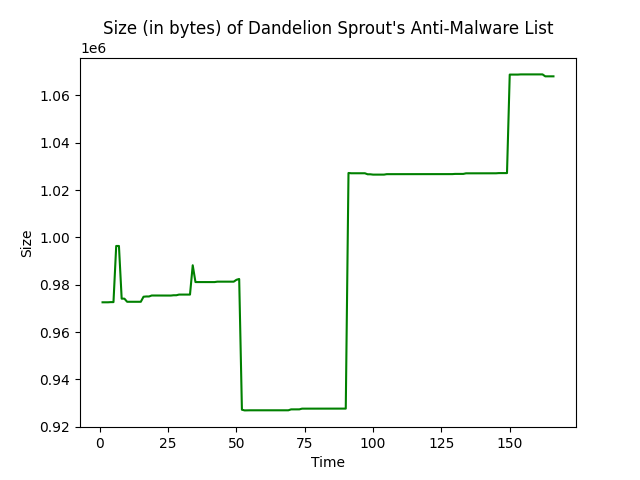 Size (in bytes) of Dandelion Sprout's Anti-Malware List
1e6
1.06
1.04
1.02
1.00
0.98
0.96
0.94
0.92
Size
0 25 50 75 100 125 150
Time